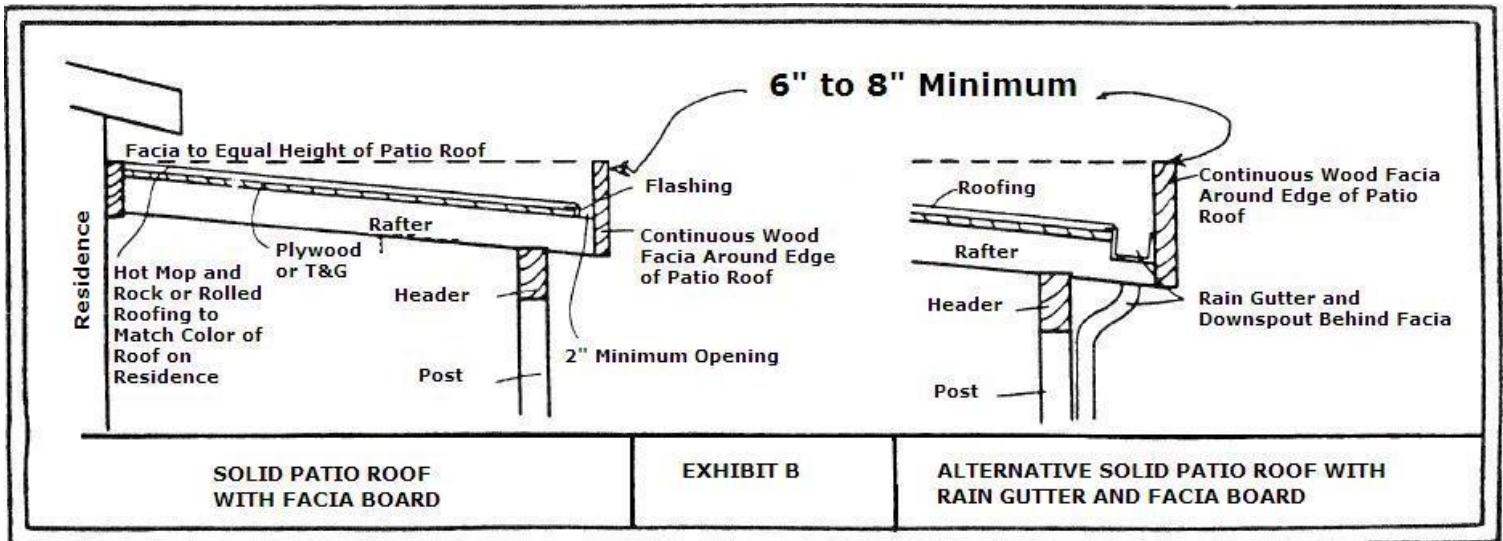 6" to 8" Minimum
Facia to Equal Height of Patio Roof
Flashing
Rafter
Plywood
or T&G
Continuous Wood
Facia Around Edge
of Patio Roof
Residence
Hot Mop and
Rock or Rolled
Roofing to
Match Color of
Roof on
Residence
Header
2" Minimum Opening
Post
Roofing
Continuous Wood Facia
Around Edge of Patio
Roof
Rafter
Header
Rain Gutter and
Downspout Behind Facia
Post
SOLID PATIO ROOF
WITH FACIA BOARD
EXHIBIT B
ALTERNATIVE SOLID PATIO ROOF WITH
RAIN GUTTER AND FACIA BOARD